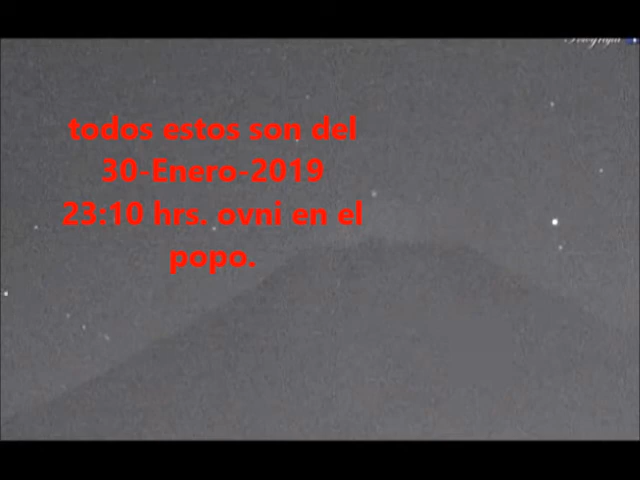 todos estos son del
30-Enero-2019
23:10 hrs. ovni en el
popo.